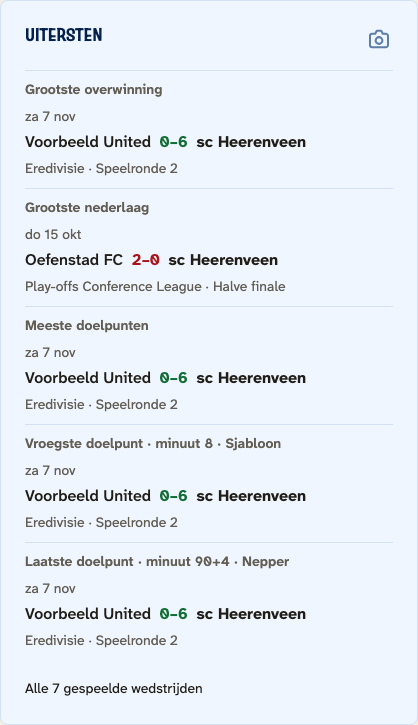 UITERSTEN
Grootste overwinning
za 7 nov
Voorbeeld United 0–6 sc Heerenveen
Eredivisie · Speelronde 2
Grootste nederlaag
do 15 okt
Oefenstad FC 2–0 sc Heerenveen
Play-offs Conference League · Halve finale
Meeste doelpunten
za 7 nov
Voorbeeld United 0–6 sc Heerenveen
Eredivisie · Speelronde 2
Vroegste doelpunt · minuut 8 · Sjabloon
za 7 nov
Voorbeeld United 0–6 sc Heerenveen
Eredivisie · Speelronde 2
Laatste doelpunt · minuut 90+4 · Nepper
za 7 nov
Voorbeeld United 0–6 sc Heerenveen
Eredivisie · Speelronde 2
Alle 7 gespeelde wedstrijden